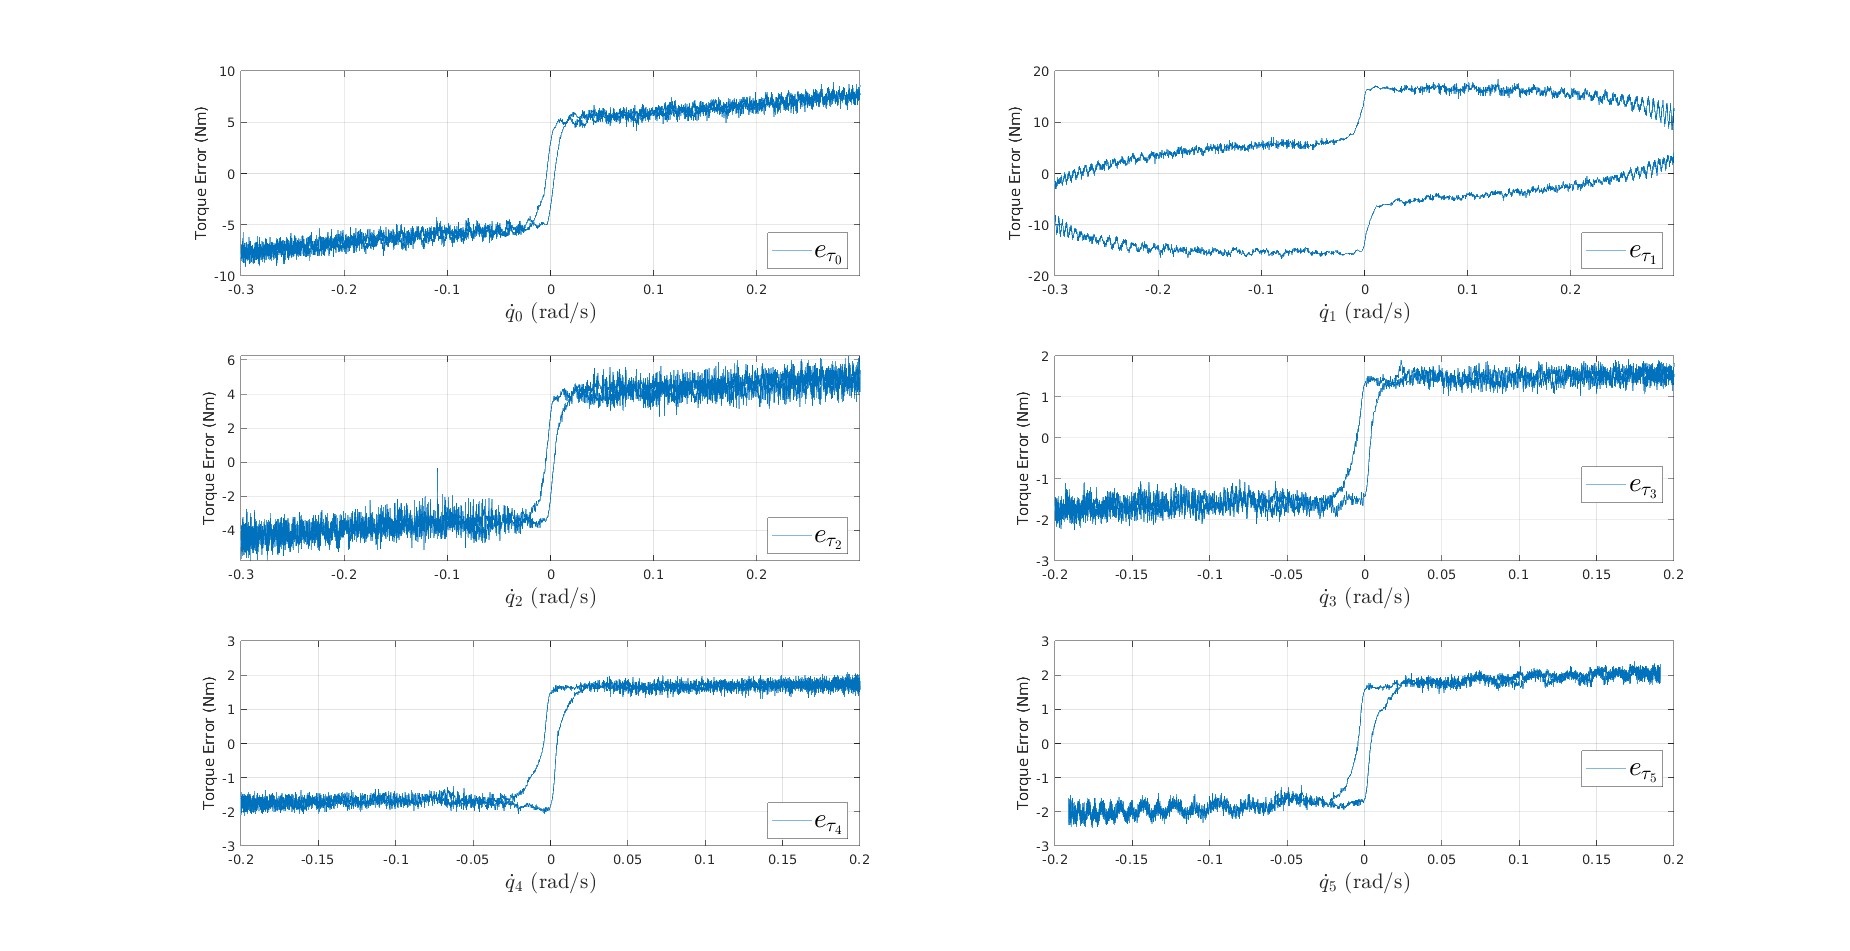 10
5
0
-5
-10
Torque Error (Nm)
-0.3 -0.2 -0.1 0 0.1 0.2
q̇₀ (rad/s)
e_τ₀
20
10
0
-10
-20
Torque Error (Nm)
-0.3 -0.2 -0.1 0 0.1 0.2
q̇₁ (rad/s)
e_τ₁
6
4
2
0
-2
-4
Torque Error (Nm)
-0.3 -0.2 -0.1 0 0.1 0.2
q̇₂ (rad/s)
e_τ₂
2
1
0
-1
-2
-3
Torque Error (Nm)
-0.2 -0.15 -0.1 -0.05 0 0.05 0.1 0.15 0.2
q̇₃ (rad/s)
e_τ₃
3
2
1
0
-1
-2
-3
Torque Error (Nm)
-0.2 -0.15 -0.1 -0.05 0 0.05 0.1 0.15 0.2
q̇₄ (rad/s)
e_τ₄
3
2
1
0
-1
-2
-3
Torque Error (Nm)
-0.2 -0.15 -0.1 -0.05 0 0.05 0.1 0.15 0.2
q̇₅ (rad/s)
e_τ₅